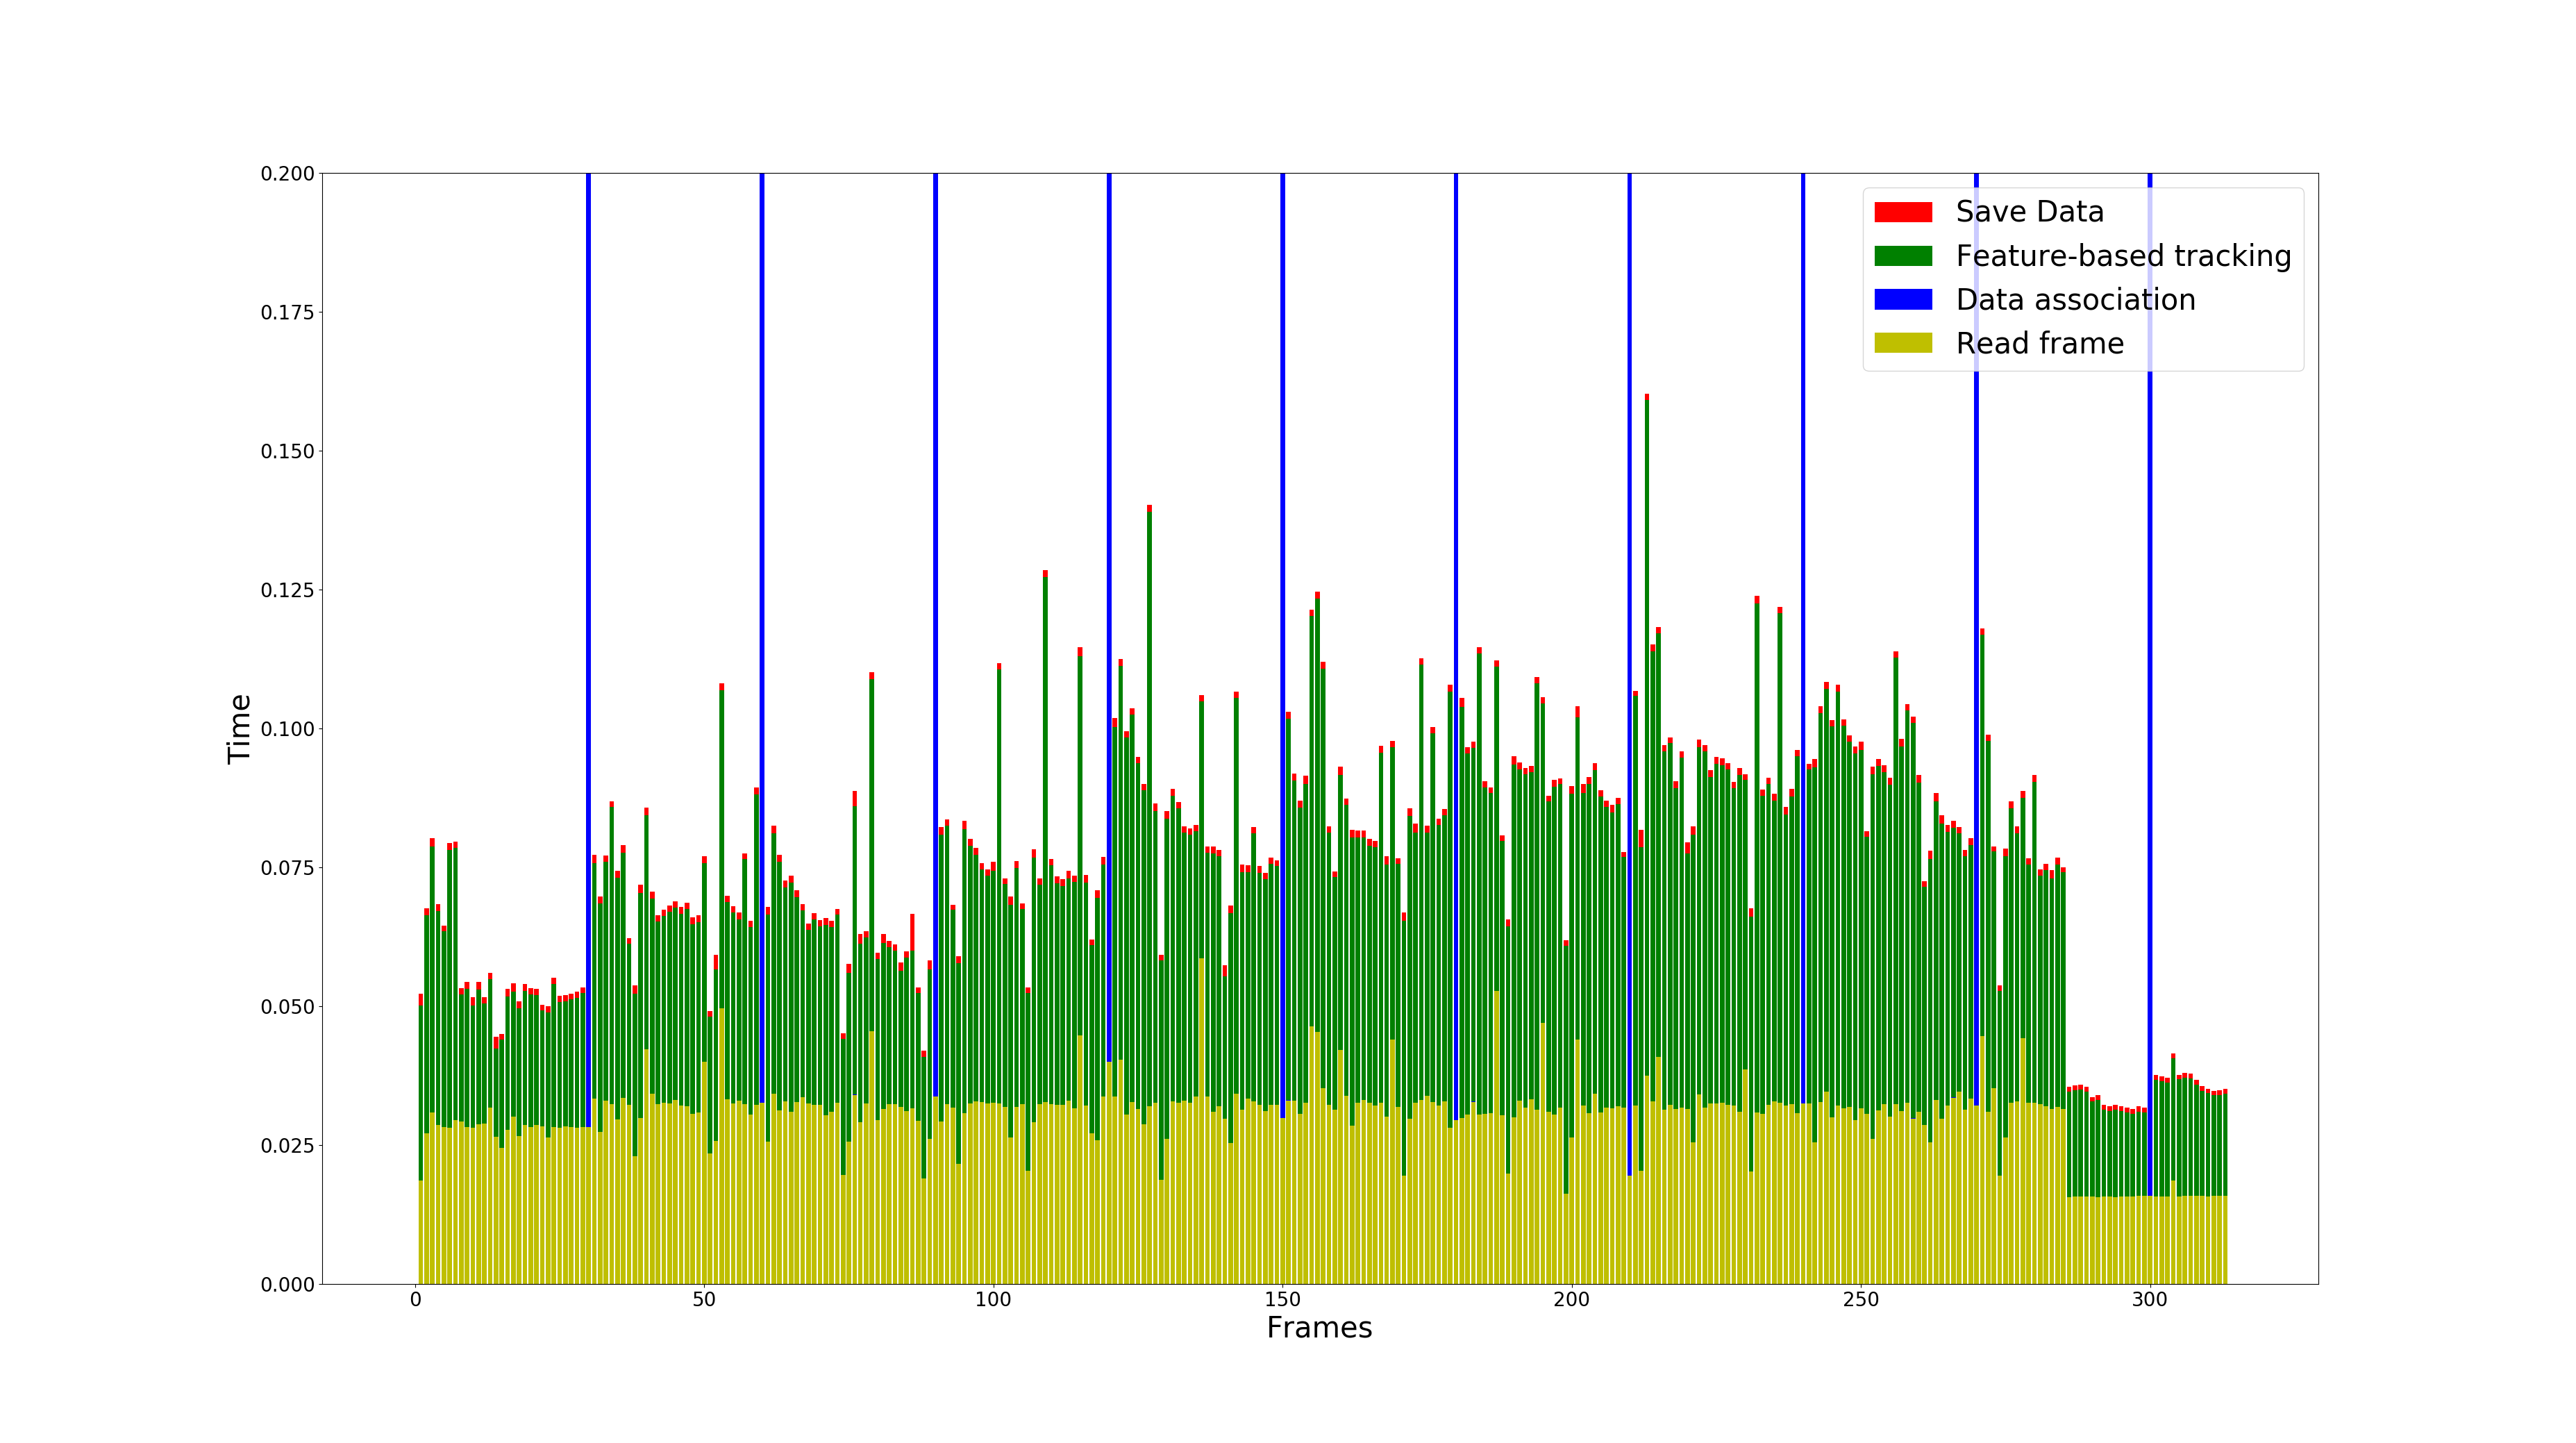 0.200
0.175
0.150
0.125
0.100
0.075
0.050
0.025
0.000
Time
0
50
100
150
200
250
300
Frames
Save Data
Feature-based tracking
Data association
Read frame